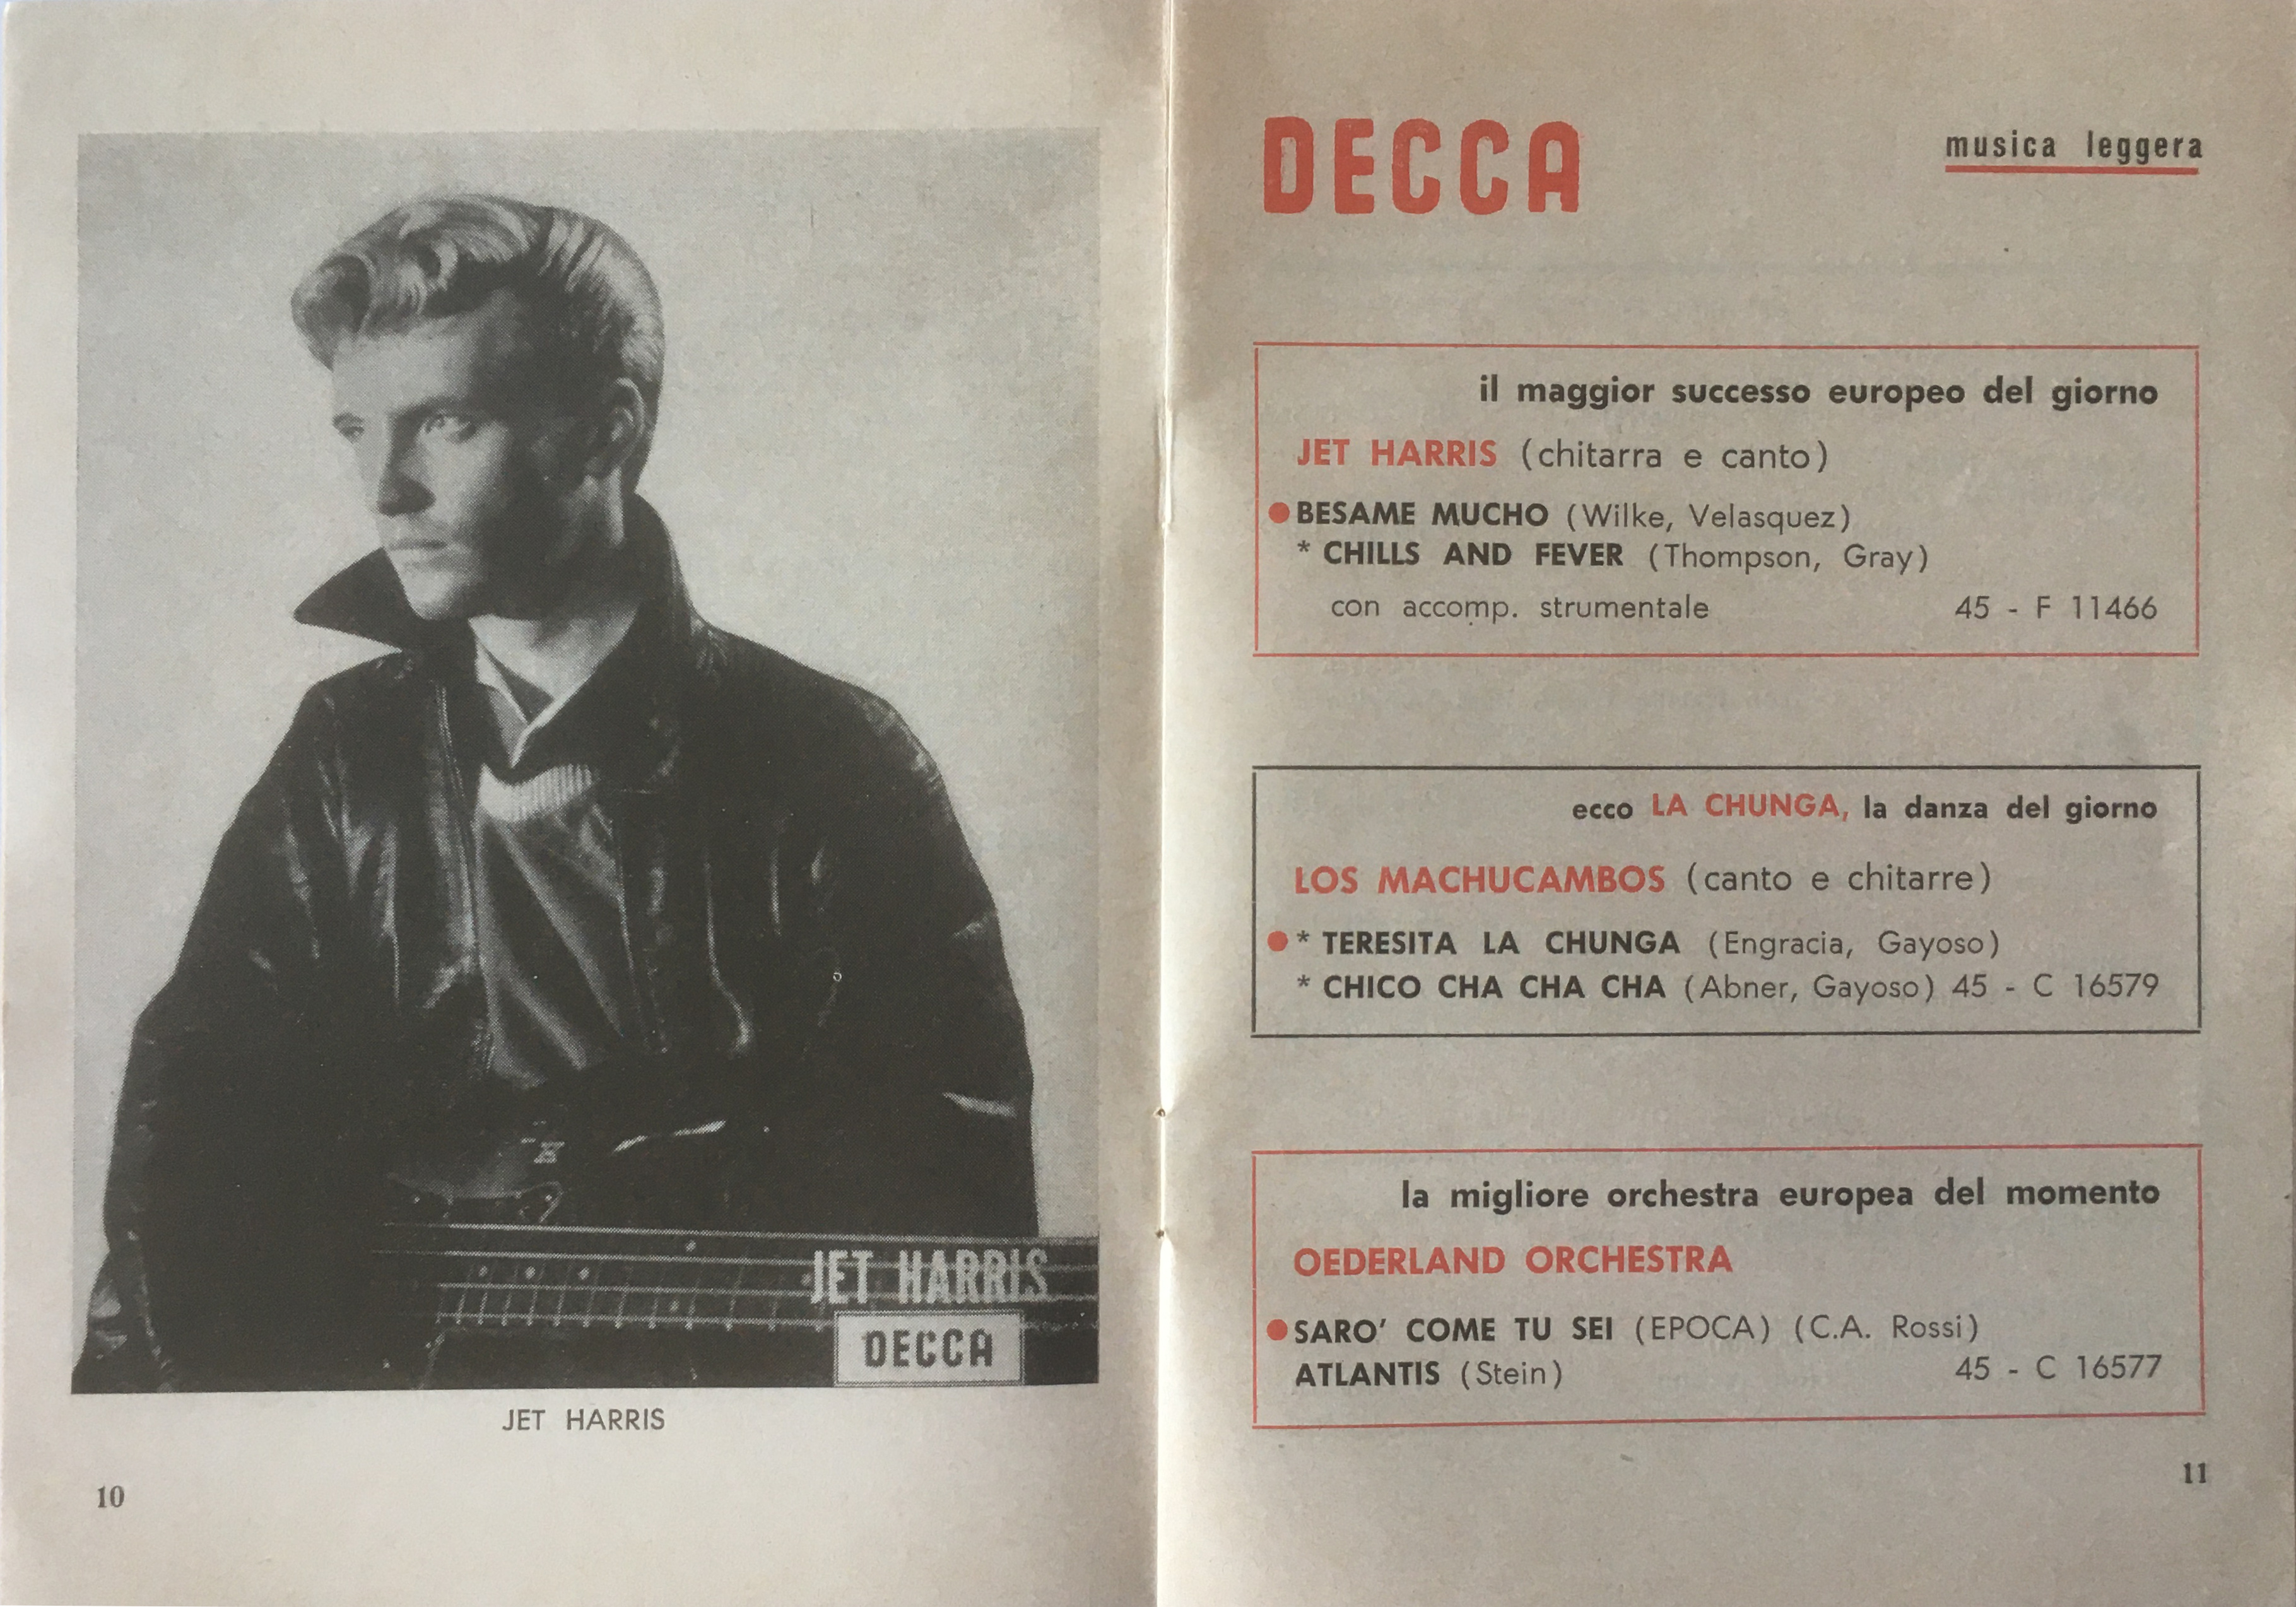 JET HARRIS
DECCA
JET HARRIS
10
DECCA
musica leggera
il maggior successo europeo del giorno
JET HARRIS (chitarra e canto)
BESAME MUCHO (Wilke, Velasquez)
* CHILLS AND FEVER (Thompson, Gray)
con accomp. strumentale 45 - F 11466
ecco LA CHUNGA, la danza del giorno
LOS MACHUCAMBOS (canto e chitarre)
* TERESITA LA CHUNGA (Engracia, Gayoso)
* CHICO CHA CHA CHA (Abner, Gayoso) 45 - C 16579
la migliore orchestra europea del momento
OEDERLAND ORCHESTRA
SARO' COME TU SEI (EPOCA) (C.A. Rossi)
ATLANTIS (Stein) 45 - C 16577
11